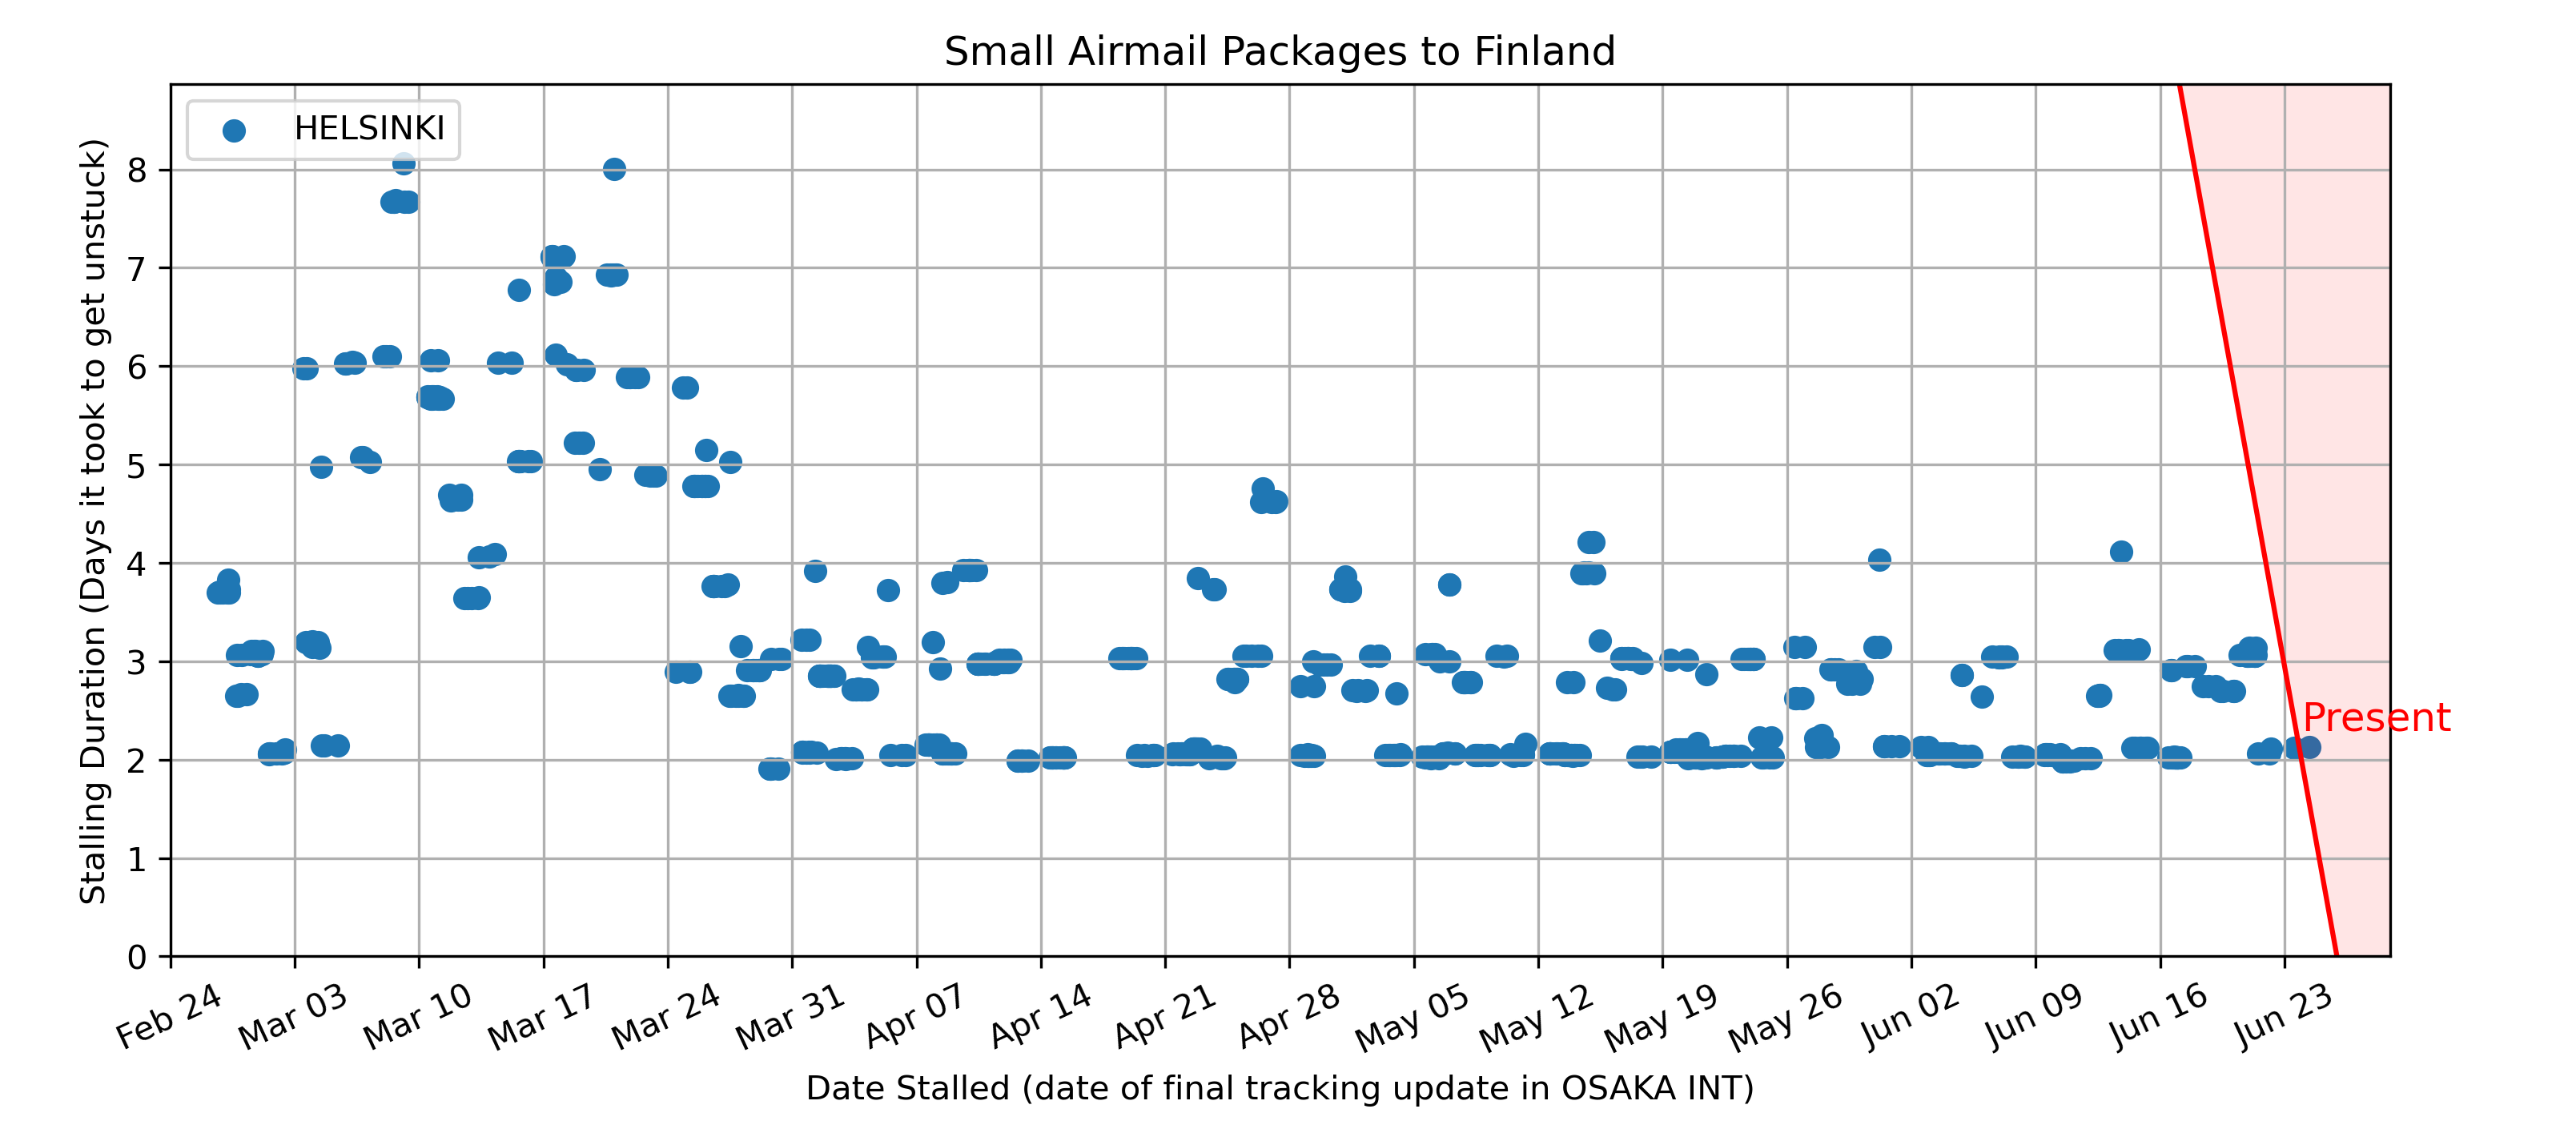 Small Airmail Packages to Finland
HELSINKI
Stalling Duration (Days it took to get unstuck)
8
7
6
5
4
3
2
1
0
Present
Feb 24
Mar 03
Mar 10
Mar 17
Mar 24
Mar 31
Apr 07
Apr 14
Apr 21
Apr 28
May 05
May 12
May 19
May 26
Jun 02
Jun 09
Jun 16
Jun 23
Date Stalled (date of final tracking update in OSAKA INT)